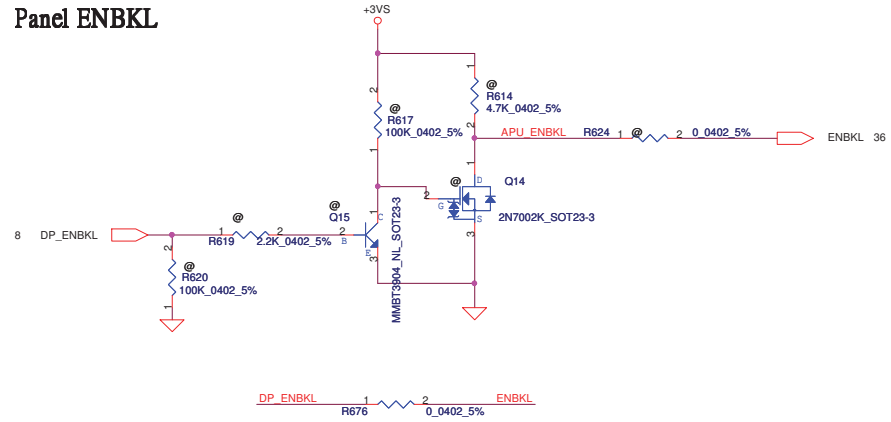 Panel ENBKL
+3VS
1
@
R614
4.7K_0402_5%
2
2
@
R617
100K_0402_5%
1
APU_ENBKL
R624
1
@
2
0_0402_5%
ENBKL
36
1
D
@
Q14
2
G
S
2N7002K_SOT23-3
3
@
Q15
1
C
2
B
E
3
MMBT3904_NL_SOT23-3
8
DP_ENBKL
@
1
2
R619
2.2K_0402_5%
2
@
R620
100K_0402_5%
1
DP_ENBKL
1
2
ENBKL
R676
0_0402_5%